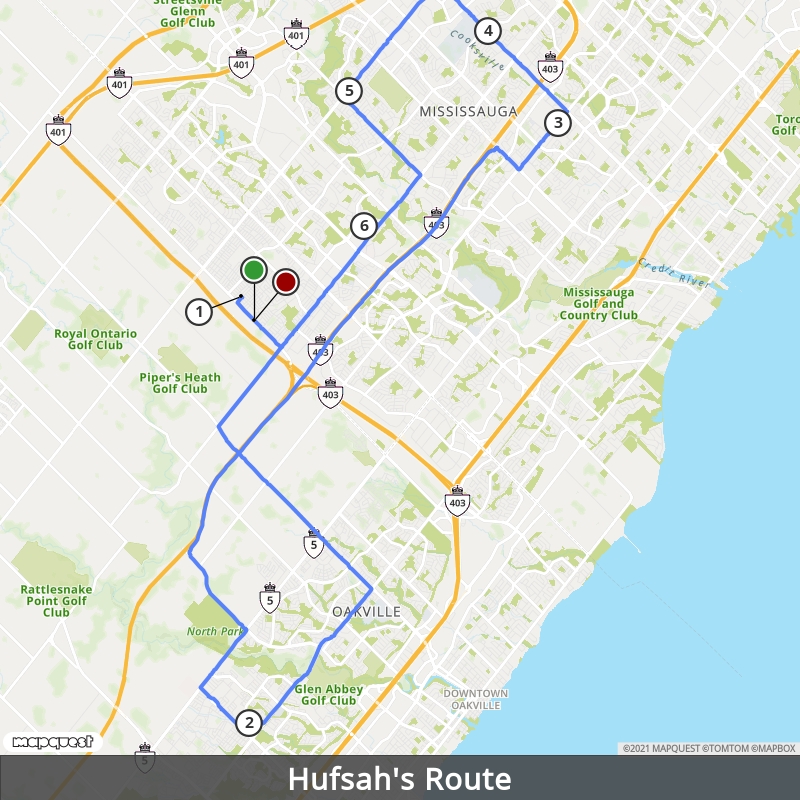 Streetsville
Glenn
Golf Club
401
401
401
401
4
Cooksville
403
5
MISSISSAUGA
3
Toro
Golf
6
403
1
Credit River
Mississauga
Golf and
Country Club
Royal Ontario
Golf Club
403
Piper's Heath
Golf Club
403
403
5
Rattlesnake
Point Golf
Club
5
OAKVILLE
North Park
Glen Abbey
Golf Club
DOWNTOWN
OAKVILLE
2
mapquest
5
©2021 MAPQUEST ©TOMTOM ©MAPBOX
Hufsah's Route